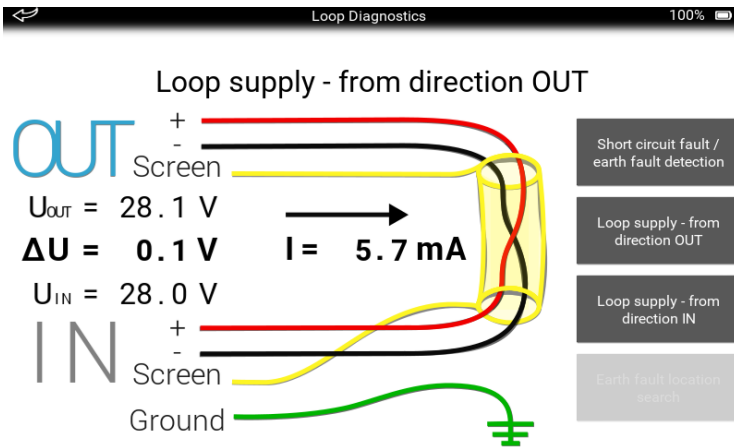 Loop Diagnostics
100%
Loop supply - from direction OUT
OUT
+
-
Screen
UOUT = 28.1 V
ΔU = 0.1 V
I = 5.7 mA
UIN = 28.0 V
IN
+
-
Screen
Ground
Short circuit fault /
earth fault detection
Loop supply - from
direction OUT
Loop supply - from
direction IN
Earth fault location
search